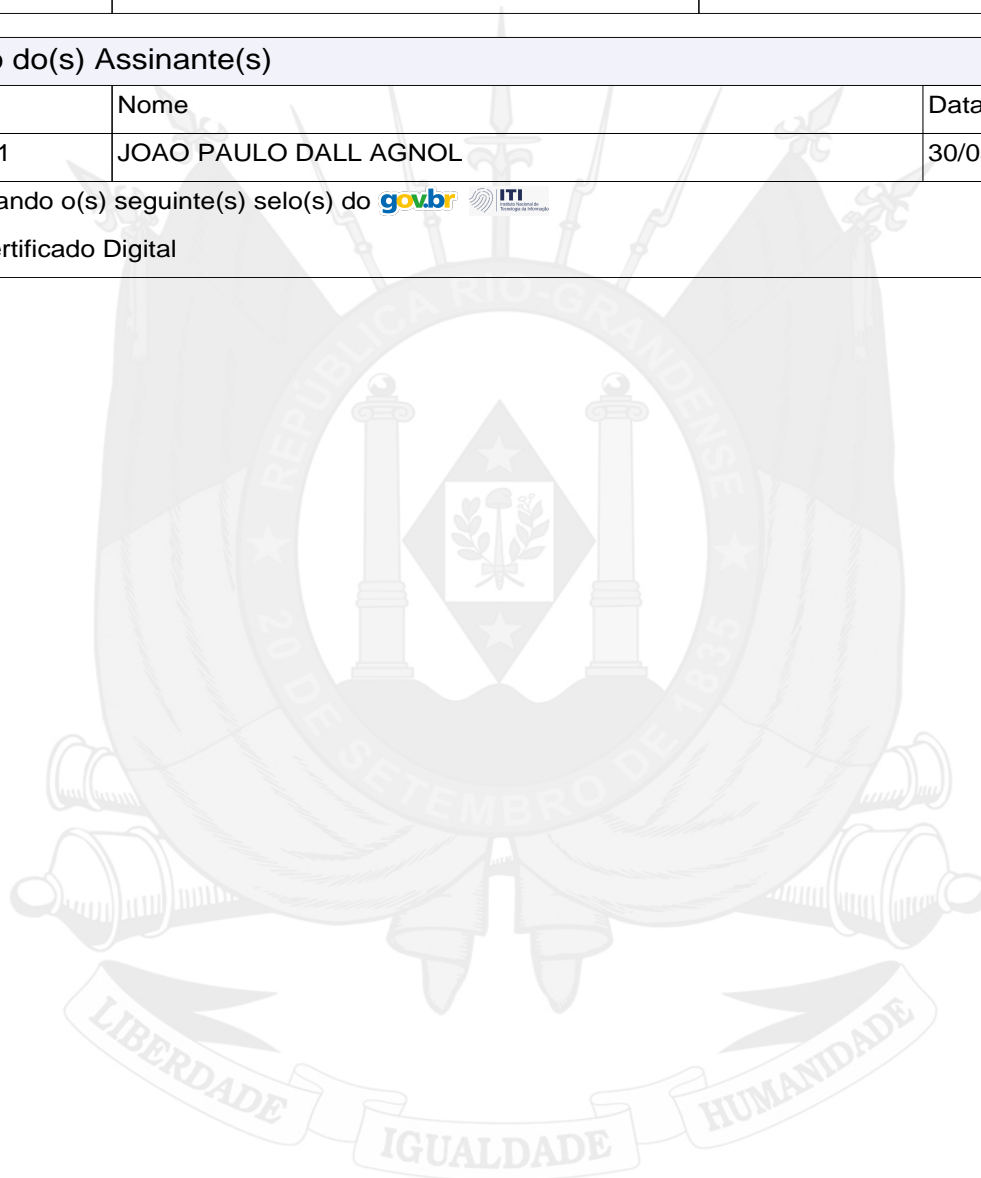 o do(s) Assinante(s)
Nome
Data
1
JOAO PAULO DALL AGNOL
30/0
ando o(s) seguinte(s) selo(s) do gov.br ITI
rtificado Digital
REPÚBLICA RIO-GRANDENSE
20 DE SETEMBRO DE 1835
LIBERDADE
IGUALDADE
HUMANIDADE